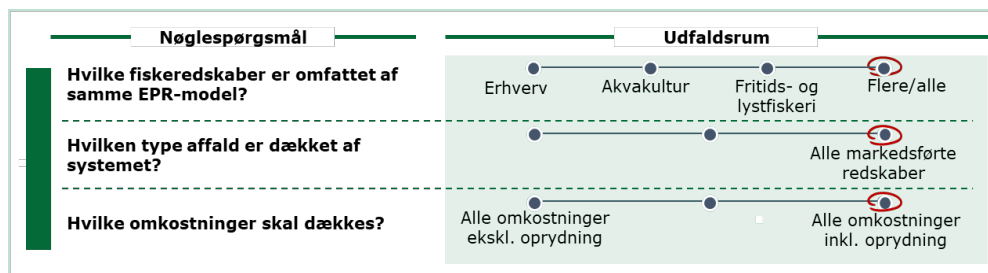 Nøglespørgsmål
Udfaldsrum
Hvilke fiskeredskaber er omfattet af
samme EPR-model?
Erhverv
Akvakultur
Fritids- og
lystfiskeri
Flere/alle
Hvilken type affald er dækket af
systemet?
Alle markedsførte
redskaber
Hvilke omkostninger skal dækkes?
Alle omkostninger
ekskl. oprydning
Alle omkostninger
inkl. oprydning